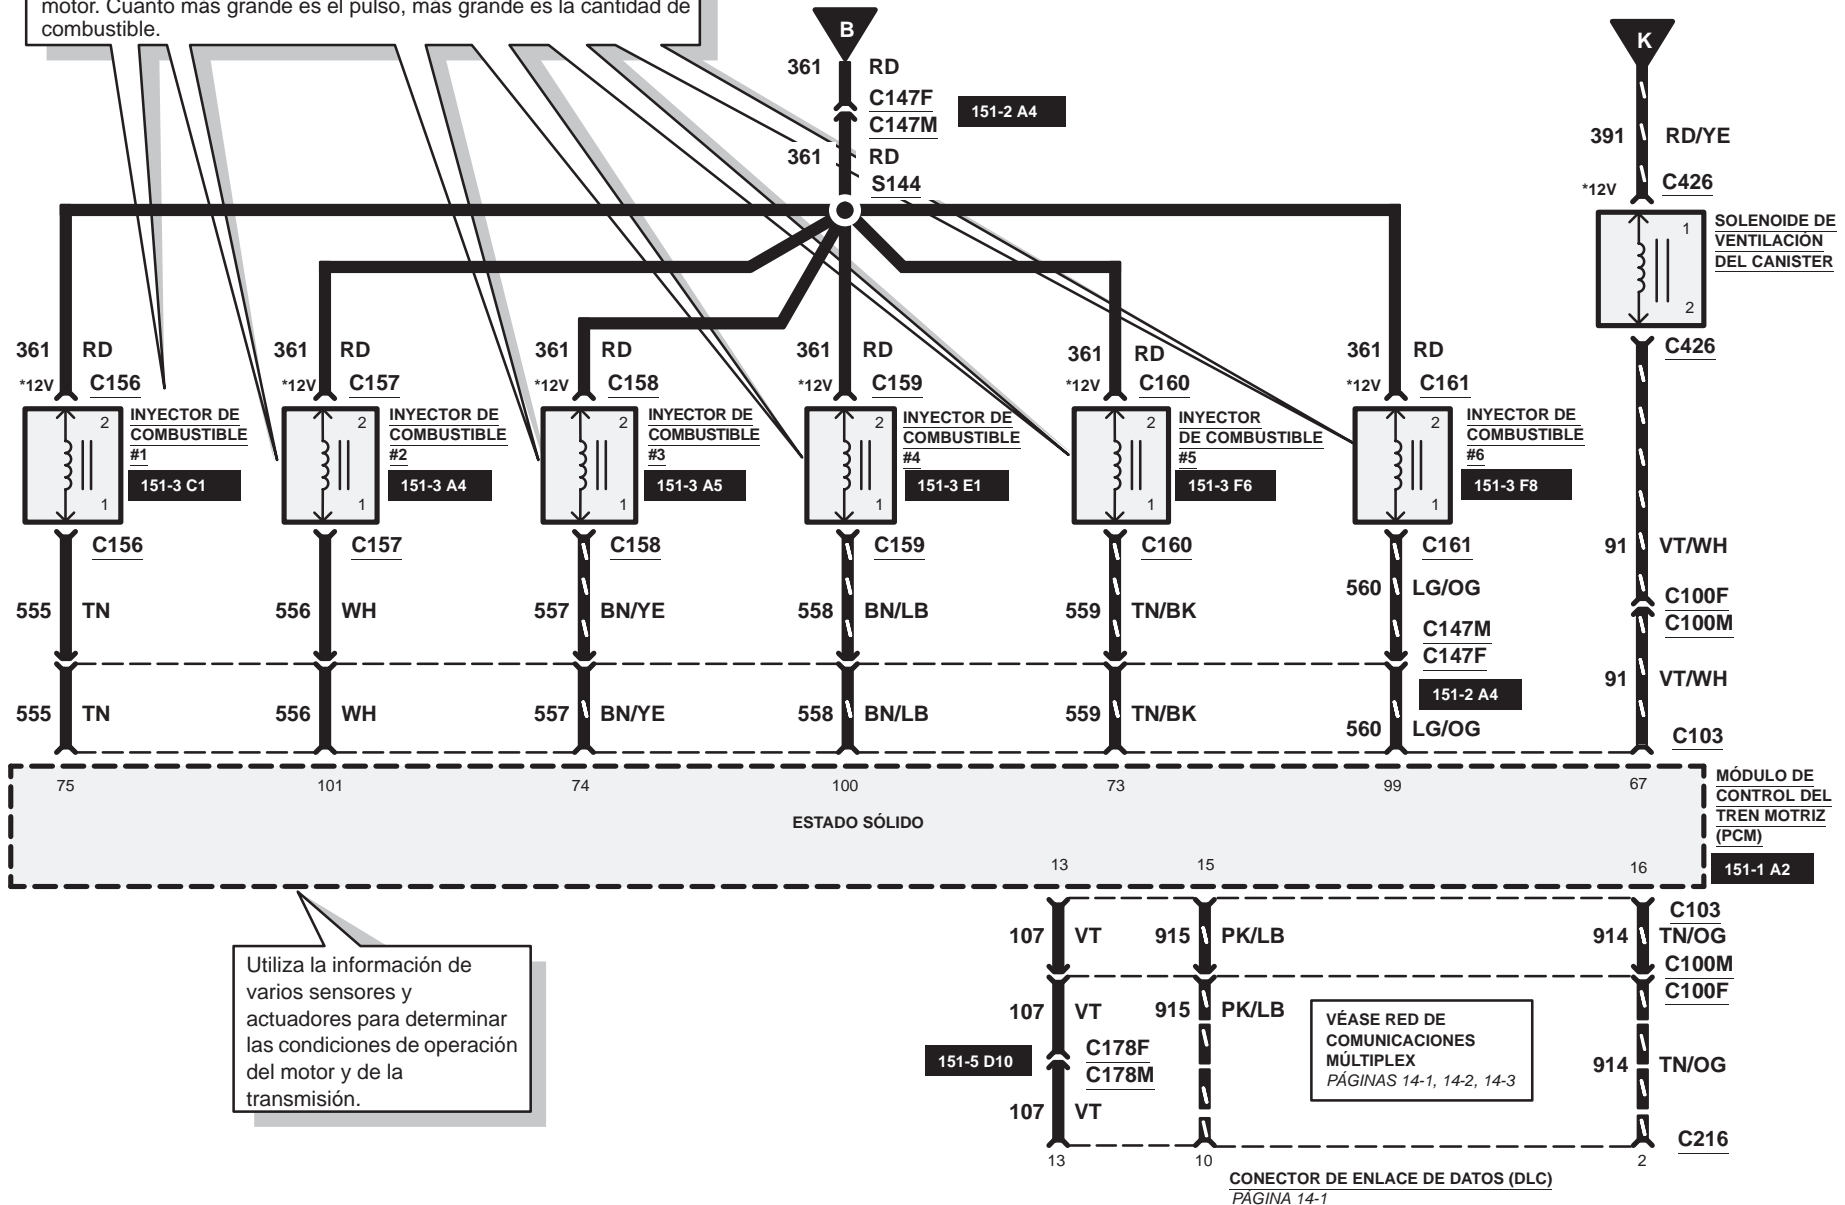 motor. Cuanto más grande es el pulso, más grande es la cantidad de
combustible.
B
K
361 RD
C147F
C147M
151-2 A4
361 RD
S144
391 RD/YE
*12V C426
1
2
SOLENOIDE DE
VENTILACIÓN
DEL CANISTER
C426
361 RD
*12V C156
2
1
INYECTOR DE
COMBUSTIBLE
#1
151-3 C1
C156
361 RD
*12V C157
2
1
INYECTOR DE
COMBUSTIBLE
#2
151-3 A4
C157
361 RD
*12V C158
2
1
INYECTOR DE
COMBUSTIBLE
#3
151-3 A5
C158
361 RD
*12V C159
2
1
INYECTOR DE
COMBUSTIBLE
#4
151-3 E1
C159
361 RD
*12V C160
2
1
INYECTOR
DE COMBUSTIBLE
#5
151-3 F6
C160
361 RD
*12V C161
2
1
INYECTOR DE
COMBUSTIBLE
#6
151-3 F8
C161
555 TN
556 WH
557 BN/YE
558 BN/LB
559 TN/BK
560 LG/OG
C147M
C147F
151-2 A4
91 VT/WH
C100F
C100M
91 VT/WH
555 TN
556 WH
557 BN/YE
558 BN/LB
559 TN/BK
560 LG/OG
C103
75 101 74 100 73 99 67
ESTADO SÓLIDO
13 15 16
MÓDULO DE
CONTROL DEL
TREN MOTRIZ
(PCM)
151-1 A2
Utiliza la información de
varios sensores y
actuadores para determinar
las condiciones de operación
del motor y de la
transmisión.
C103
107 VT
915 PK/LB
914 TN/OG
C100M
C100F
107 VT
915 PK/LB
151-5 D10
C178F
C178M
107 VT
VÉASE RED DE
COMUNICACIONES
MÚLTIPLEX
PÁGINAS 14-1, 14-2, 14-3
914 TN/OG
C216
13 10 2
CONECTOR DE ENLACE DE DATOS (DLC)
PÁGINA 14-1